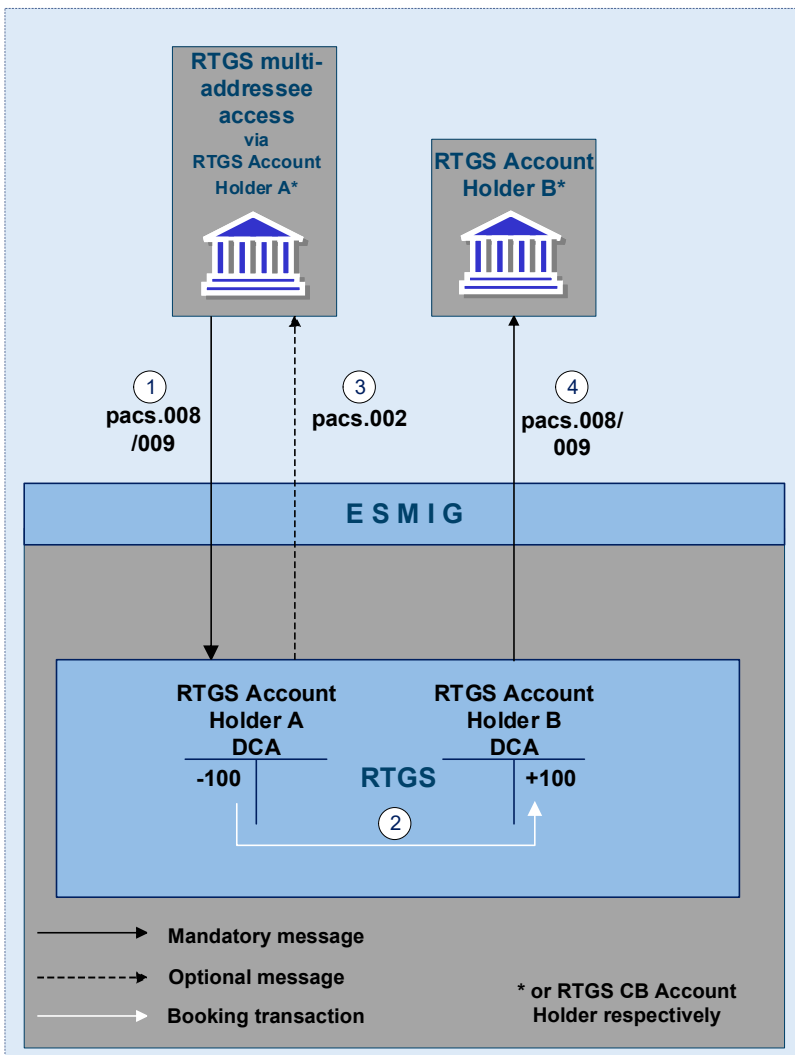 RTGS multi-
addressee
access
via
RTGS Account
Holder A*
RTGS Account
Holder B*
1
pacs.008
/009
3
pacs.002
4
pacs.008/
009
E S M I G
RTGS Account
Holder A
DCA
-100
RTGS Account
Holder B
DCA
+100
RTGS
2
Mandatory message
Optional message
Booking transaction
* or RTGS CB Account
Holder respectively